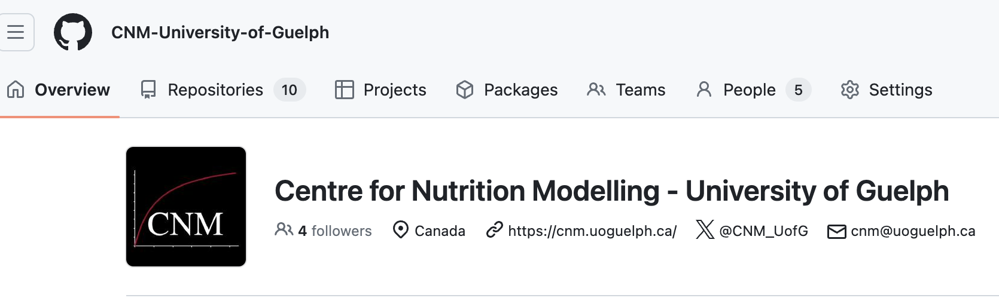 CNM-University-of-Guelph
Overview Repositories 10 Projects Packages Teams People 5 Settings
CNM
Centre for Nutrition Modelling - University of Guelph
4 followers Canada https://cnm.uoguelph.ca/ @CNM_UofG cnm@uoguelph.ca